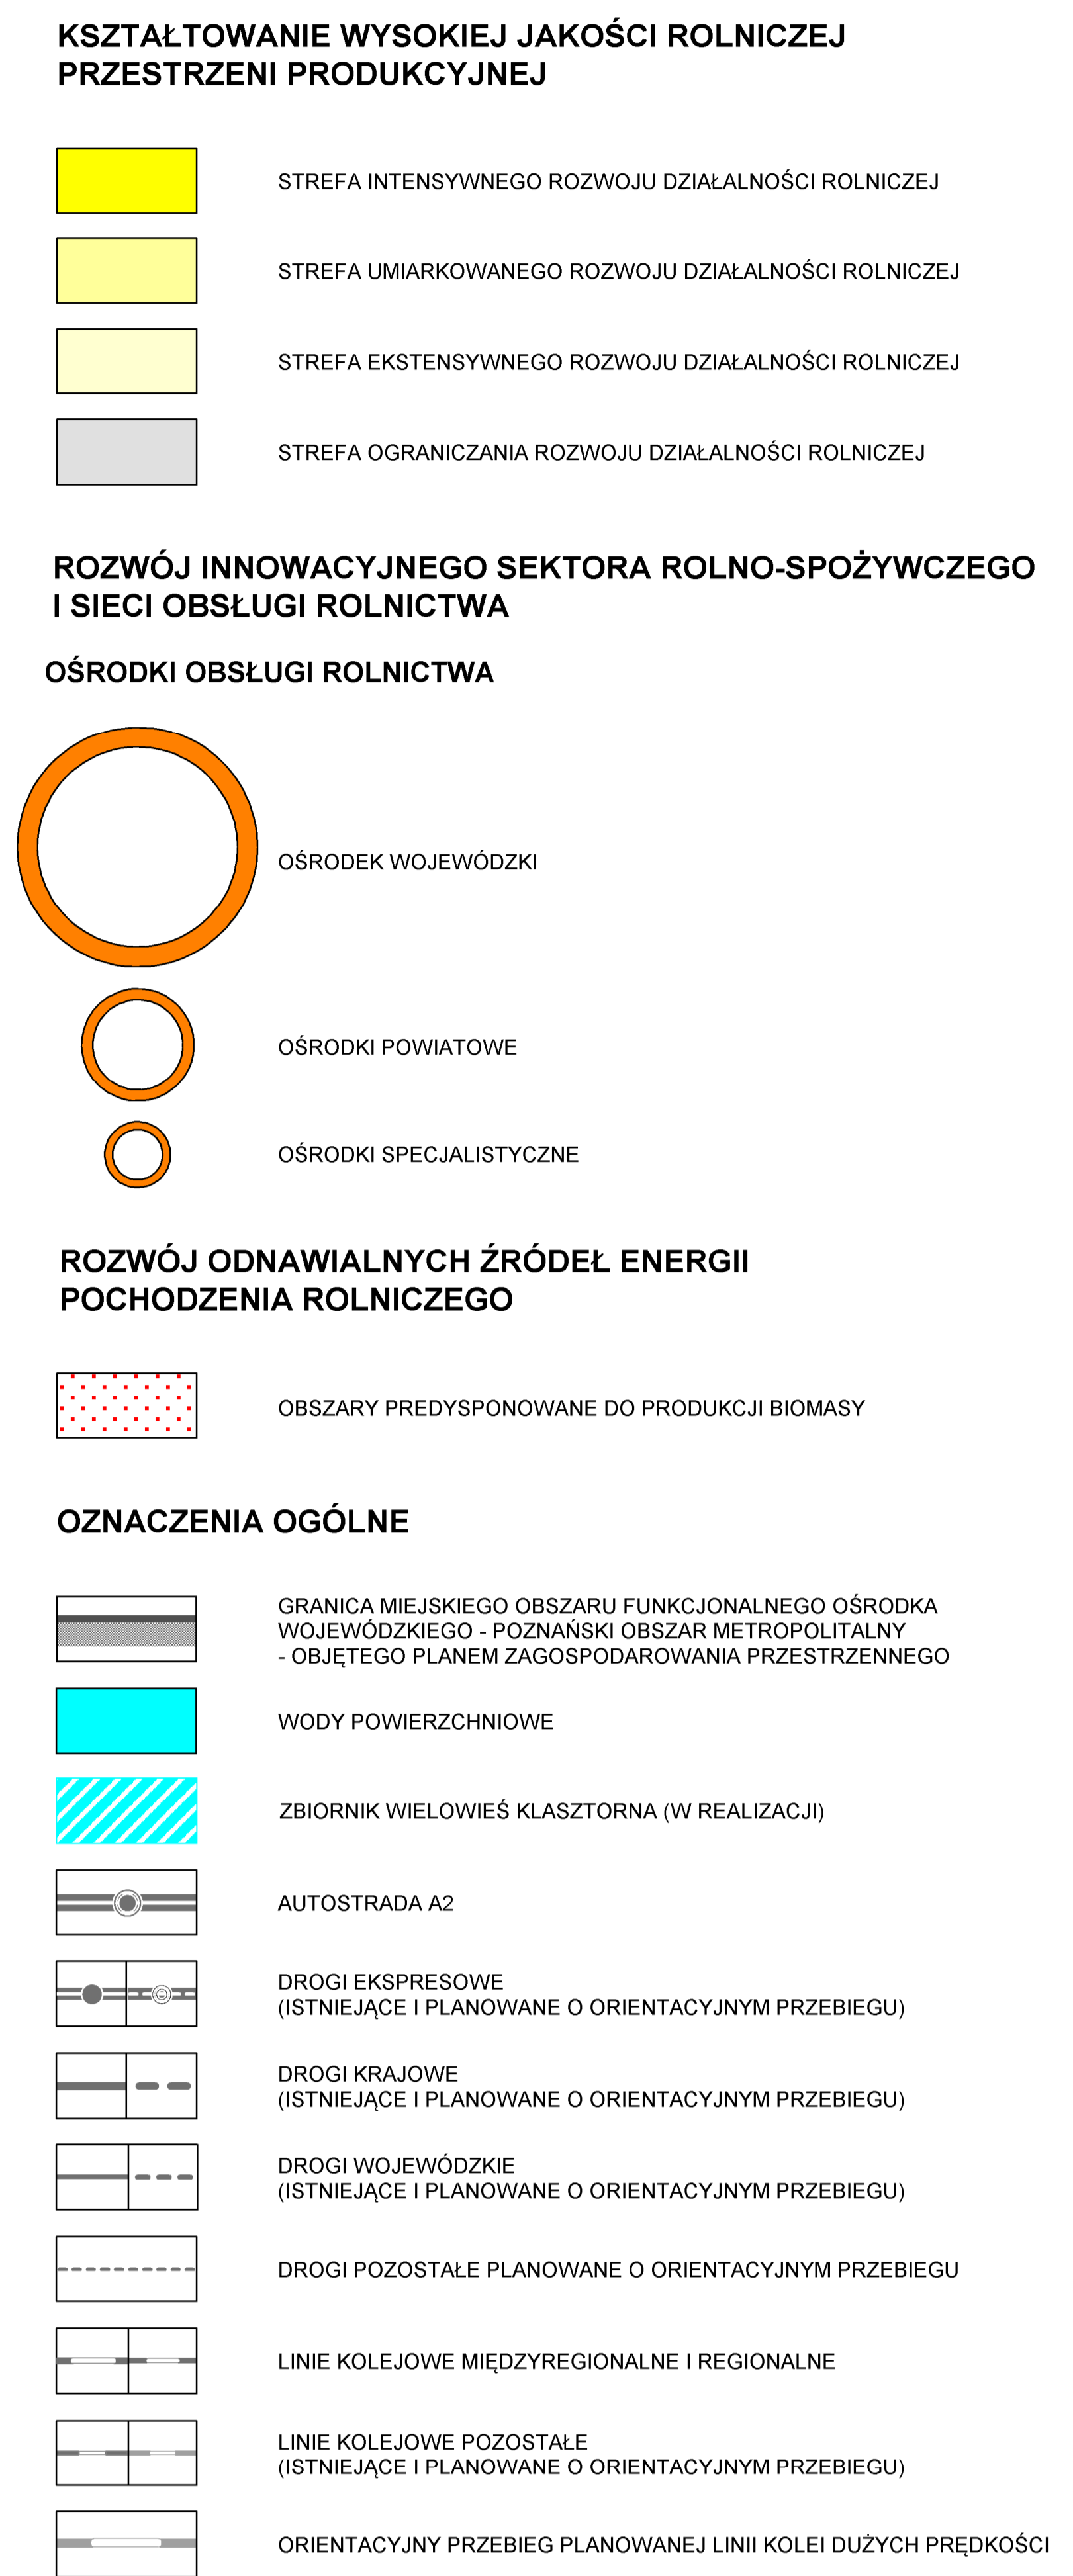 KSZTAŁTOWANIE WYSOKIEJ JAKOŚCI ROLNICZEJ
PRZESTRZENI PRODUKCYJNEJ
STREFA INTENSYWNEGO ROZWOJU DZIAŁALNOŚCI ROLNICZEJ
STREFA UMIARKOWANEGO ROZWOJU DZIAŁALNOŚCI ROLNICZEJ
STREFA EKSTENSYWNEGO ROZWOJU DZIAŁALNOŚCI ROLNICZEJ
STREFA OGRANICZANIA ROZWOJU DZIAŁALNOŚCI ROLNICZEJ
ROZWÓJ INNOWACYJNEGO SEKTORA ROLNO-SPOŻYWCZEGO
I SIECI OBSŁUGI ROLNICTWA
OŚRODKI OBSŁUGI ROLNICTWA
OŚRODEK WOJEWÓDZKI
OŚRODKI POWIATOWE
OŚRODKI SPECJALISTYCZNE
ROZWÓJ ODNAWIALNYCH ŹRÓDEŁ ENERGII
POCHODZENIA ROLNICZEGO
OBSZARY PREDYSPONOWANE DO PRODUKCJI BIOMASY
OZNACZENIA OGÓLNE
GRANICA MIEJSKIEGO OBSZARU FUNKCJONALNEGO OŚRODKA
WOJEWÓDZKIEGO - POZNAŃSKI OBSZAR METROPOLITALNY
- OBJĘTEGO PLANEM ZAGOSPODAROWANIA PRZESTRZENNEGO
WODY POWIERZCHNIOWE
ZBIORNIK WIELOWIEŚ KLASZTORNA (W REALIZACJI)
AUTOSTRADA A2
DROGI EKSPRESOWE
(ISTNIEJĄCE I PLANOWANE O ORIENTACYJNYM PRZEBIEGU)
DROGI KRAJOWE
(ISTNIEJĄCE I PLANOWANE O ORIENTACYJNYM PRZEBIEGU)
DROGI WOJEWÓDZKIE
(ISTNIEJĄCE I PLANOWANE O ORIENTACYJNYM PRZEBIEGU)
DROGI POZOSTAŁE PLANOWANE O ORIENTACYJNYM PRZEBIEGU
LINIE KOLEJOWE MIĘDZYREGIONALNE I REGIONALNE
LINIE KOLEJOWE POZOSTAŁE
(ISTNIEJĄCE I PLANOWANE O ORIENTACYJNYM PRZEBIEGU)
ORIENTACYJNY PRZEBIEG PLANOWANEJ LINII KOLEI DUŻYCH PRĘDKOŚCI